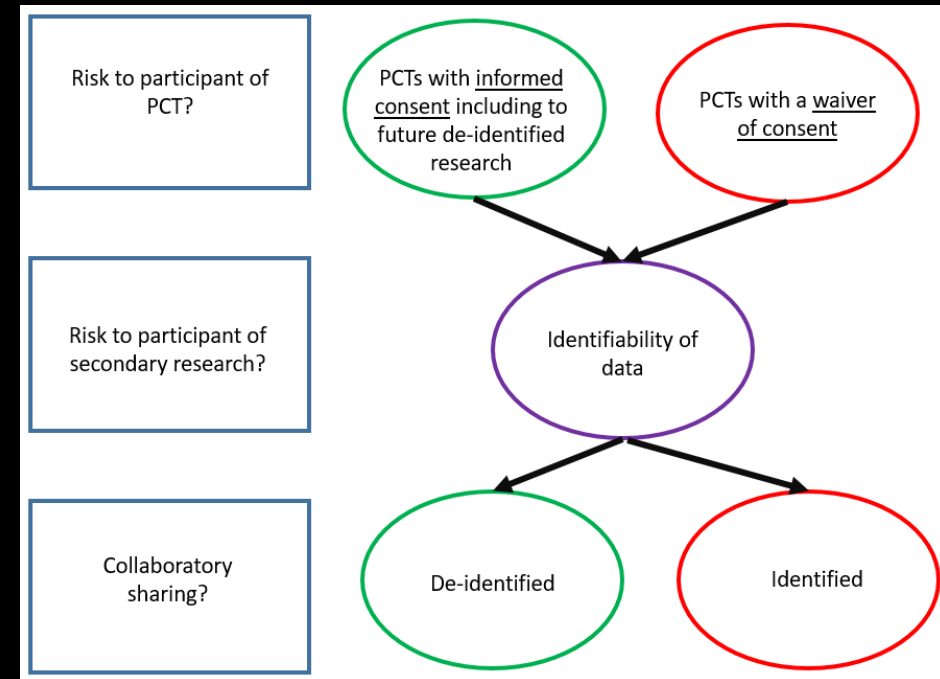 Risk to participant of
PCT?
PCTs with informed
consent including to
future de-identified
research
PCTs with a waiver
of consent
Risk to participant of
secondary research?
Identifiability of
data
Collaboratory
sharing?
De-identified
Identified